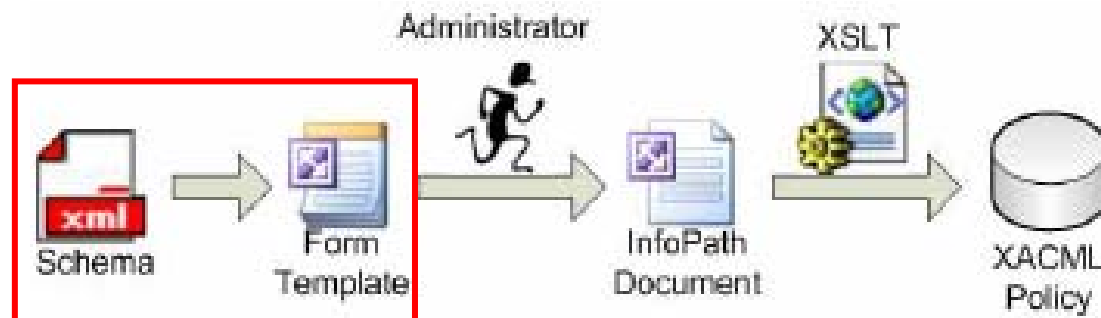 Administrator
XSLT
xml
Schema
Form
Template
InfoPath
Document
XACML
Policy